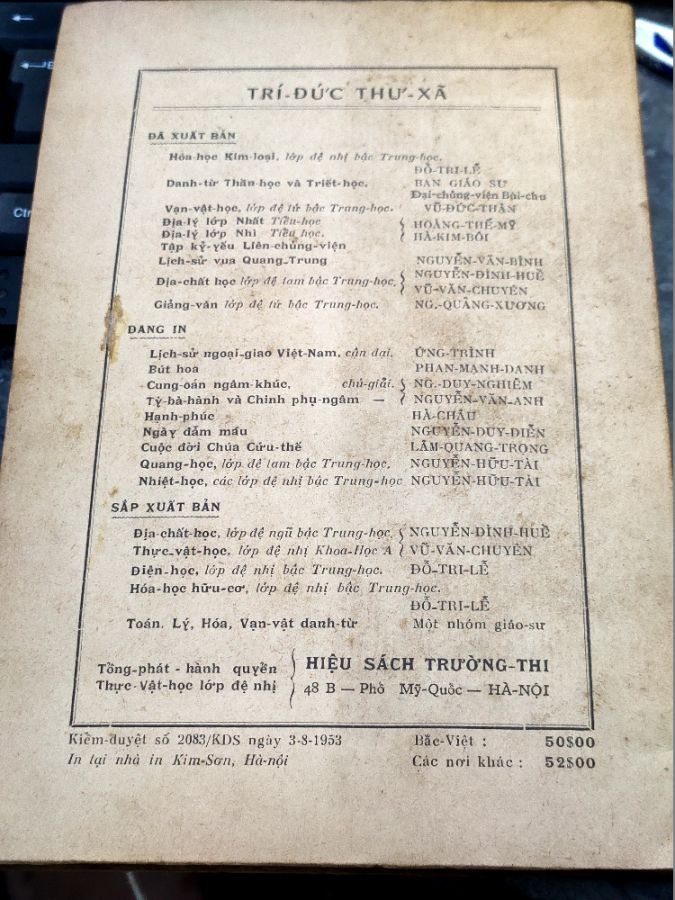 TRÍ-ĐỨC THƯ-XÃ
ĐÃ XUẤT BẢN
Hóa-học Kim-loại, lớp đệ nhị bậc Trung-học.
ĐỖ-TRI-LỄ
Danh-từ Thần-học và Triết-học. BAN GIÁO SƯ
Đại-chủng-viện Bùi-chu
Vạn-vật-học, lớp đệ tứ bậc Trung-học. VŨ-ĐỨC-THẬN
Địa-lý lớp Nhất Tiểu-học { HOÀNG-THẾ-MỸ
Địa-lý lớp Nhì Tiểu học. { HÀ-KIM-BÔI
Tập kỷ-yếu Liên-chủng-viện
Lịch-sử vua Quang-Trung NGUYỄN-VĂN-BÌNH
Địa-chất học lớp đệ tam bậc Trung-học. { NGUYỄN-ĐÌNH-HUỀ
VŨ-VĂN-CHUYÊN
Giảng-văn lớp đệ tứ bậc Trung-học. NG.-QUẢNG-XƯƠNG
ĐANG IN
Lịch-sử ngoại-giao Việt-Nam, cận đại. ỨNG-TRÌNH
Bút hoa PHAN-MẠNH-DANH
Cung-oán ngâm-khúc, chú-giải. { NG.-DUY-NGHIÊM
Tỳ-bà-hành và Chinh phụ-ngâm — { NGUYỄN-VĂN-ANH
Hạnh-phúc HÀ-CHÂU
Ngày đẫm máu NGUYỄN-DUY-DIỄN
Cuộc đời Chúa Cứu-thế LÂM-QUANG-TRỌNG
Quang-học, lớp đệ tam bậc Trung-học. NGUYỄN-HỮU-TÀI
Nhiệt-học, các lớp đệ nhị bậc Trung-học NGUYỄN-HỮU-TÀI
SẮP XUẤT BẢN
Địa-chất-học, lớp đệ ngũ bậc Trung-học. { NGUYỄN-ĐÌNH-HUỀ
Thực-vật-học, lớp đệ nhị Khoa-Học A { VŨ-VĂN-CHUYÊN
Điện-học, lớp đệ nhị bậc Trung-học. ĐỖ-TRI-LỄ
Hóa-học hữu-cơ, lớp đệ nhị bậc Trung-học.
ĐỖ-TRI-LỄ
Toán, Lý, Hóa, Vạn-vật danh-từ Một nhóm giáo-sư
Tổng-phát-hành quyển { HIỆU SÁCH TRƯỜNG-THI
Thực-Vật-học lớp đệ nhị { 48 B — Phố Mỹ-Quốc — HÀ-NỘI
Kiểm-duyệt số 2083/KDS ngày 3-8-1953 Bắc-Việt : 50$00
In tại nhà in Kim-Sơn, Hà-nội Các nơi khác : 52$00